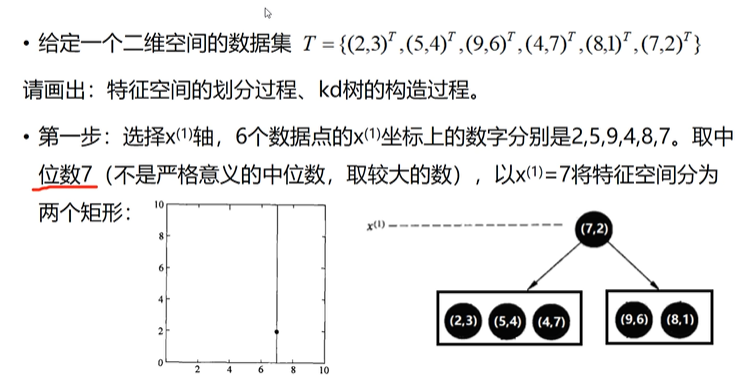 • 给定一个二维空间的数据集 T = {(2,3)ᵀ,(5,4)ᵀ,(9,6)ᵀ,(4,7)ᵀ,(8,1)ᵀ,(7,2)ᵀ}
请画出：特征空间的划分过程、kd树的构造过程。
• 第一步：选择x⁽¹⁾轴，6个数据点的x⁽¹⁾坐标上的数字分别是2,5,9,4,8,7。取中
位数7（不是严格意义的中位数，取较大的数），以x⁽¹⁾=7将特征空间分为
两个矩形：
10
8
6
4
2
0
2 4 6 8 10
x⁽¹⁾
(7,2)
(2,3) (5,4) (4,7)
(9,6) (8,1)